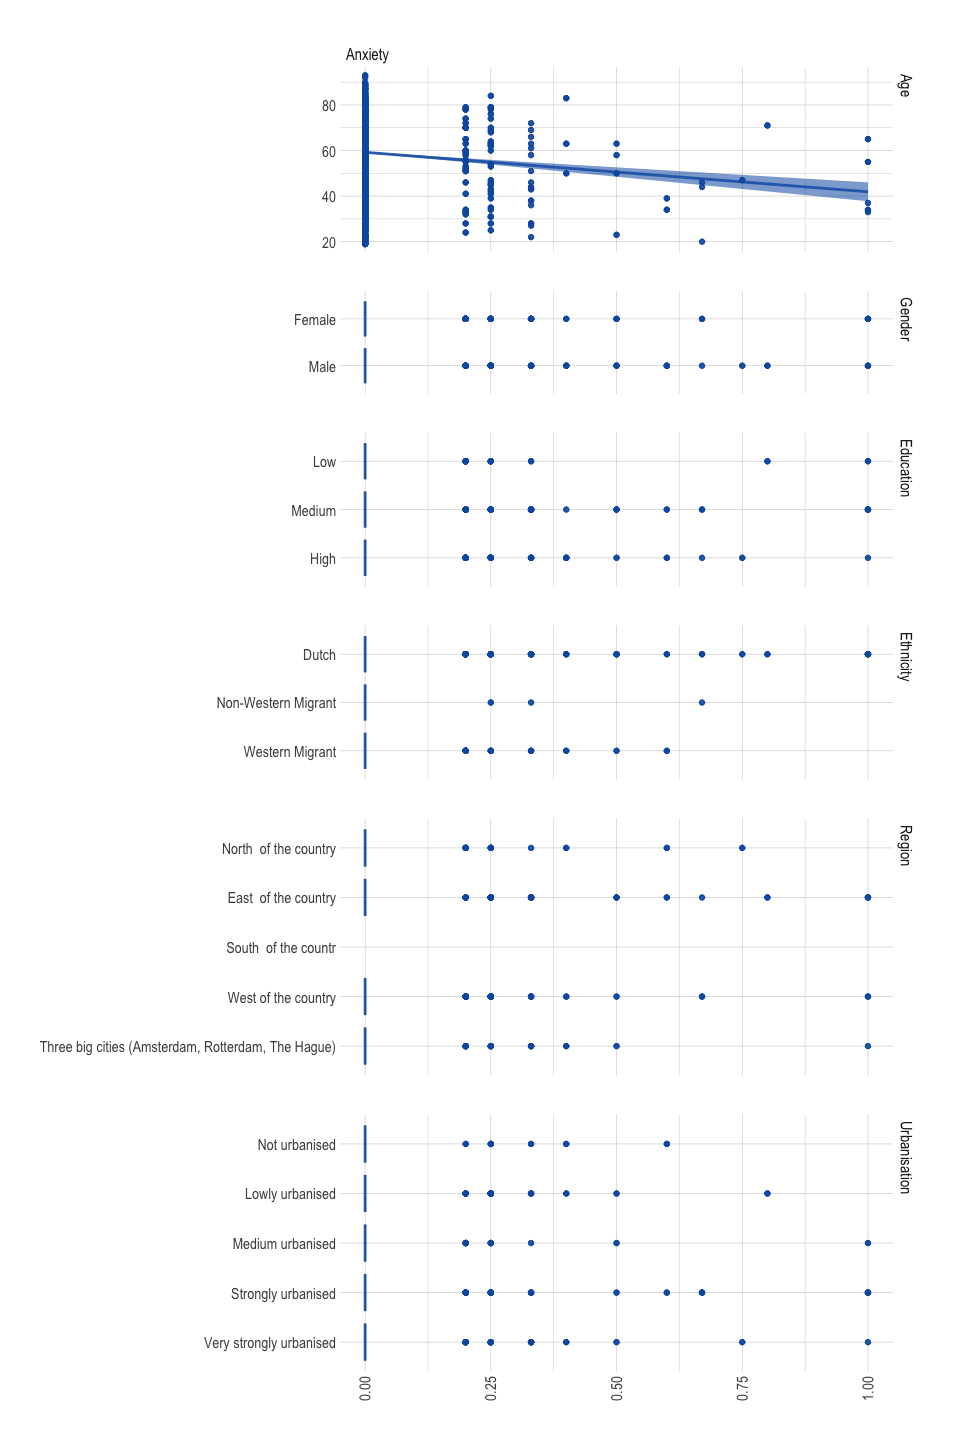 Anxiety
Age
80
60
40
20
Gender
Female
Male
Education
Low
Medium
High
Ethnicity
Dutch
Non-Western Migrant
Western Migrant
Region
North  of the country
East  of the country
South  of the countr
West of the country
Three big cities (Amsterdam, Rotterdam, The Hague)
Urbanisation
Not urbanised
Lowly urbanised
Medium urbanised
Strongly urbanised
Very strongly urbanised
0.00
0.25
0.50
0.75
1.00